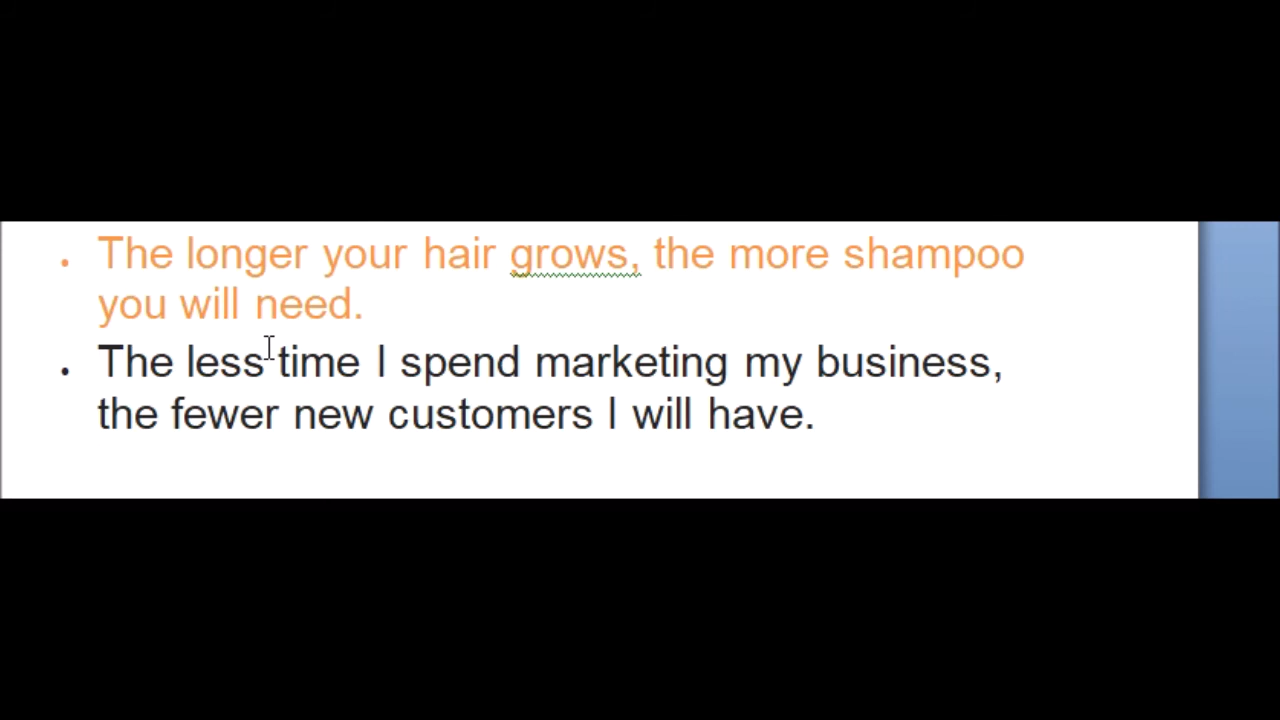 • The longer your hair grows, the more shampoo
you will need.
• The less time I spend marketing my business,
the fewer new customers I will have.